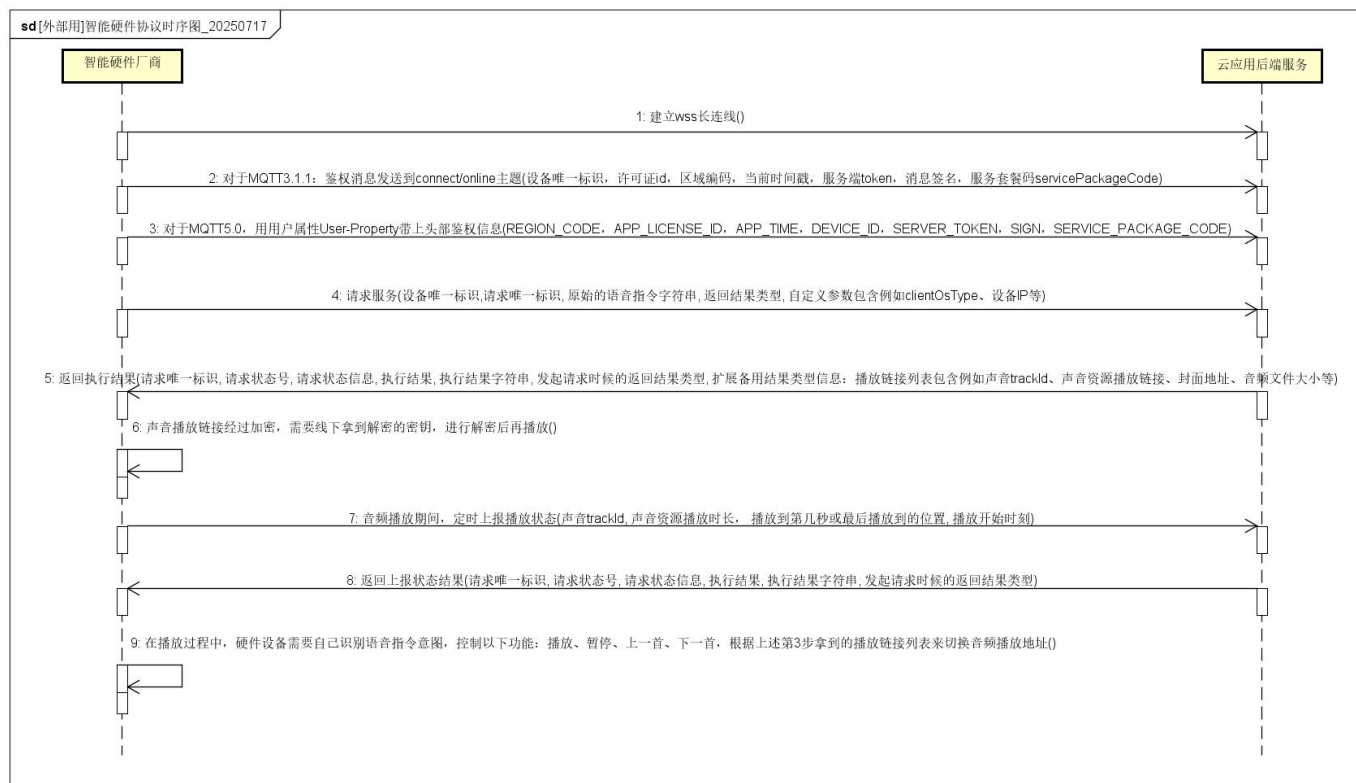 sd [外部用]智能硬件协议时序图_20250717
智能硬件厂商
云应用后端服务
1: 建立wss长连线()
2: 对于MQTT3.1.1：鉴权消息发送到connect/online主题(设备唯一标识，许可证id，区域编码，当前时间戳，服务端token，消息签名，服务套餐码servicePackageCode)
3: 对于MQTT5.0，用用户属性User-Property带上头部鉴权信息(REGION_CODE，APP_LICENSE_ID，APP_TIME，DEVICE_ID，SERVER_TOKEN，SIGN，SERVICE_PACKAGE_CODE)
4: 请求服务(设备唯一标识,请求唯一标识, 原始的语音指令字符串, 返回结果类型, 自定义参数包含例如clientOsType、设备IP等)
5: 返回执行结果(请求唯一标识, 请求状态号, 请求状态信息, 执行结果, 执行结果字符串, 发起请求时候的返回结果类型, 扩展备用结果类型信息：播放链接列表包含例如声音trackId、声音资源播放链接、封面地址、音频文件大小等)
6: 声音播放链接经过加密，需要线下拿到解密的密钥，进行解密后再播放()
7: 音频播放期间，定时上报播放状态(声音trackId, 声音资源播放时长， 播放到第几秒或最后播放到的位置, 播放开始时刻)
8: 返回上报状态结果(请求唯一标识, 请求状态号, 请求状态信息, 执行结果, 执行结果字符串, 发起请求时候的返回结果类型)
9: 在播放过程中，硬件设备需要自己识别语音指令意图，控制以下功能：播放、暂停、上一首、下一首，根据上述第3步拿到的播放链接列表来切换音频播放地址()